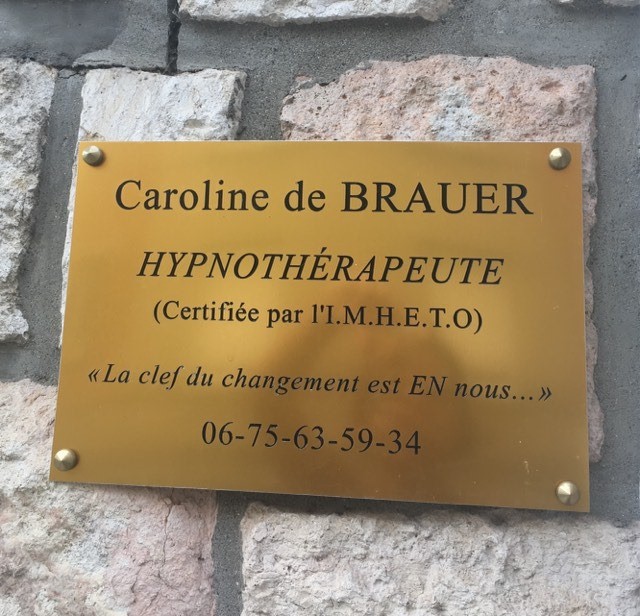 Caroline de BRAUER
HYPNOTHÉRAPEUTE
(Certifiée par l'I.M.H.E.T.O)
«La clef du changement est EN nous...»
06-75-63-59-34